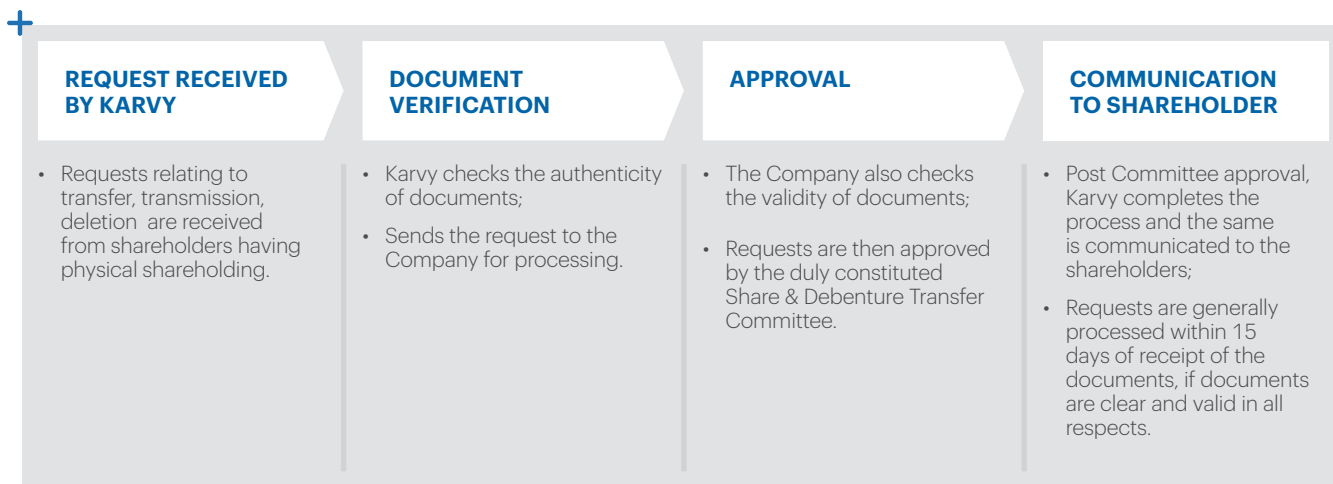 REQUEST RECEIVED
BY KARVY
• Requests relating to
transfer, transmission,
deletion are received
from shareholders having
physical shareholding.
DOCUMENT
VERIFICATION
• Karvy checks the authenticity
of documents;
• Sends the request to the
Company for processing.
APPROVAL
• The Company also checks
the validity of documents;
• Requests are then approved
by the duly constituted
Share & Debenture Transfer
Committee.
COMMUNICATION
TO SHAREHOLDER
• Post Committee approval,
Karvy completes the
process and the same
is communicated to the
shareholders;
• Requests are generally
processed within 15
days of receipt of the
documents, if documents
are clear and valid in all
respects.